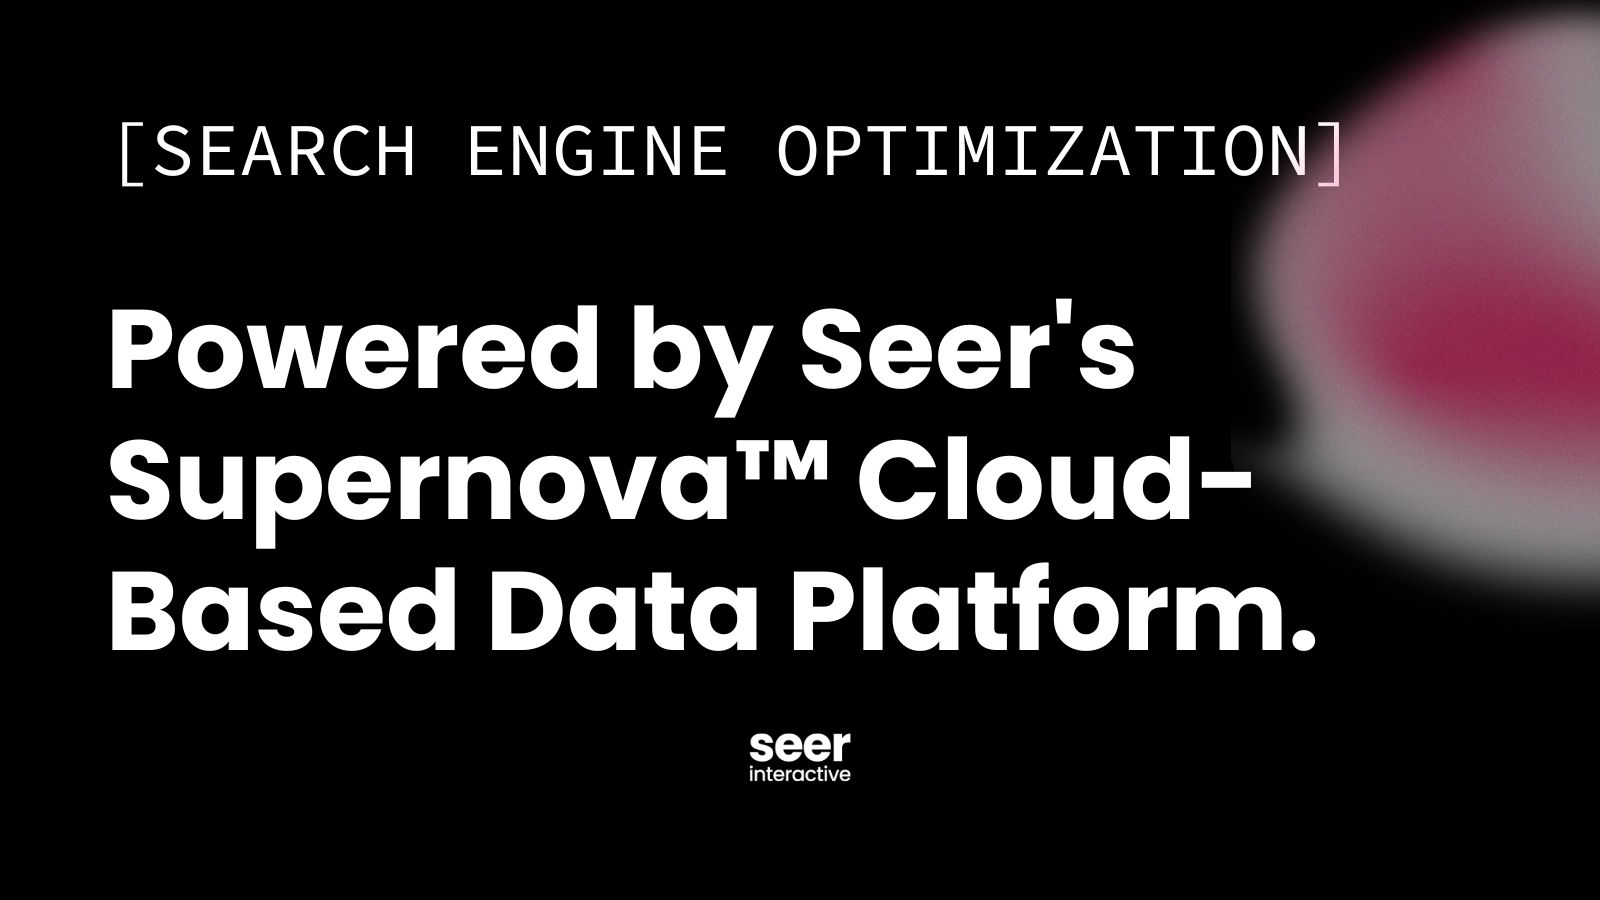 [SEARCH ENGINE OPTIMIZATION]
Powered by Seer's
Supernova™ Cloud-
Based Data Platform.
seer
interactive